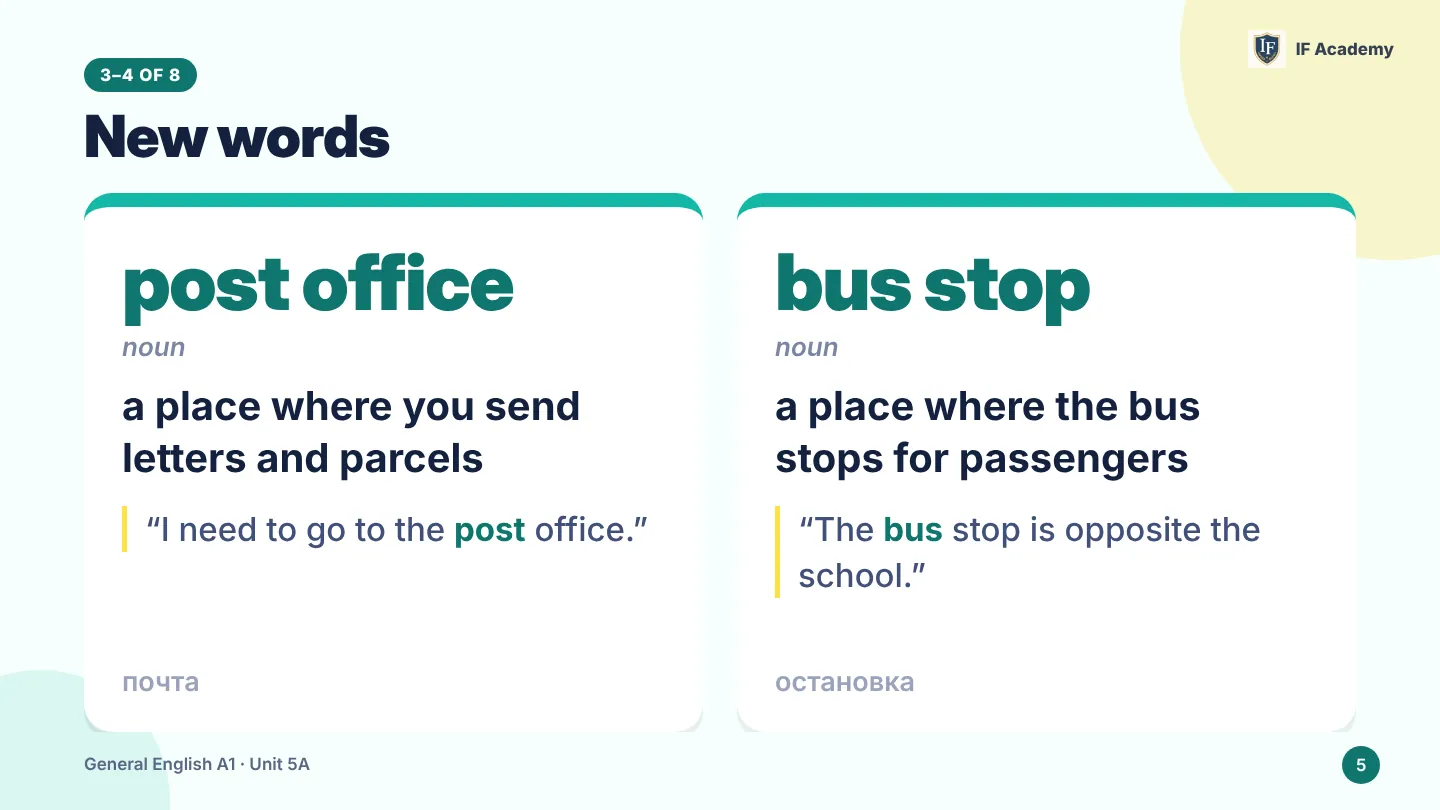 IF Academy
3–4 OF 8
New words
post office
noun
a place where you send
letters and parcels
“I need to go to the post office.”
почта
bus stop
noun
a place where the bus
stops for passengers
“The bus stop is opposite the
school.”
остановка
General English A1 · Unit 5A
5